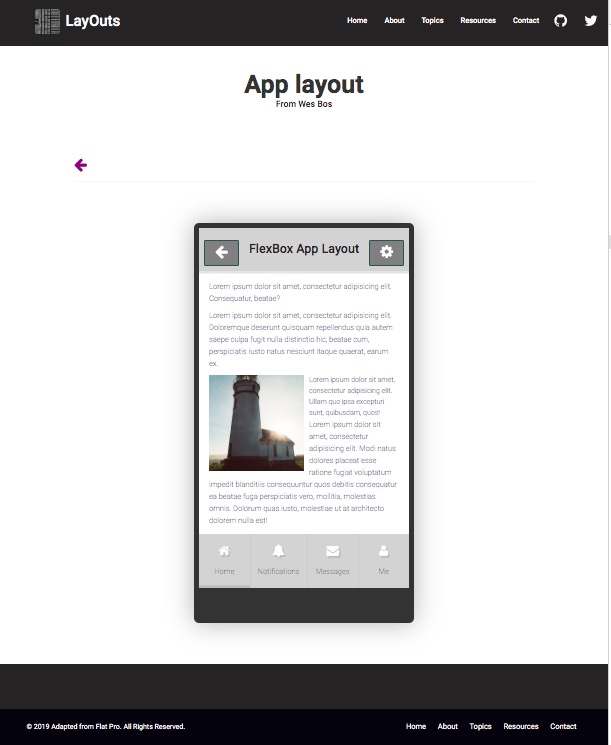 LayOuts
Home About Topics Resources Contact
App layout
From Wes Bos
FlexBox App Layout
Lorem ipsum dolor sit amet, consectetur adipisicing elit.
Consequatur, beatae?
Lorem ipsum dolor sit amet, consectetur adipisicing elit.
Doloremque deserunt quisquam repellendus quia autem
saepe culpa fugit nulla distinctio hic, beatae cum,
perspiciatis iusto natus nesciunt itaque quaerat, earum
ex.
Lorem ipsum dolor sit amet,
consectetur adipisicing elit.
Ullam quo ipsa excepturi
sunt, quibusdam, quos!
Lorem ipsum dolor sit
amet, consectetur
adipisicing elit. Modi natus
dolores placeat esse
ratione fugiat voluptatum
impedit blanditiis consequuntur quos debitis consequatur
ea beatae fuga perspiciatis vero, mollitia, molestias
omnis. Dolorum quas iusto, molestiae ut at architecto
dolorem nulla est!
Home Notifications Messages Me
© 2019 Adapted from Flat Pro. All Rights Reserved.
Home About Topics Resources Contact